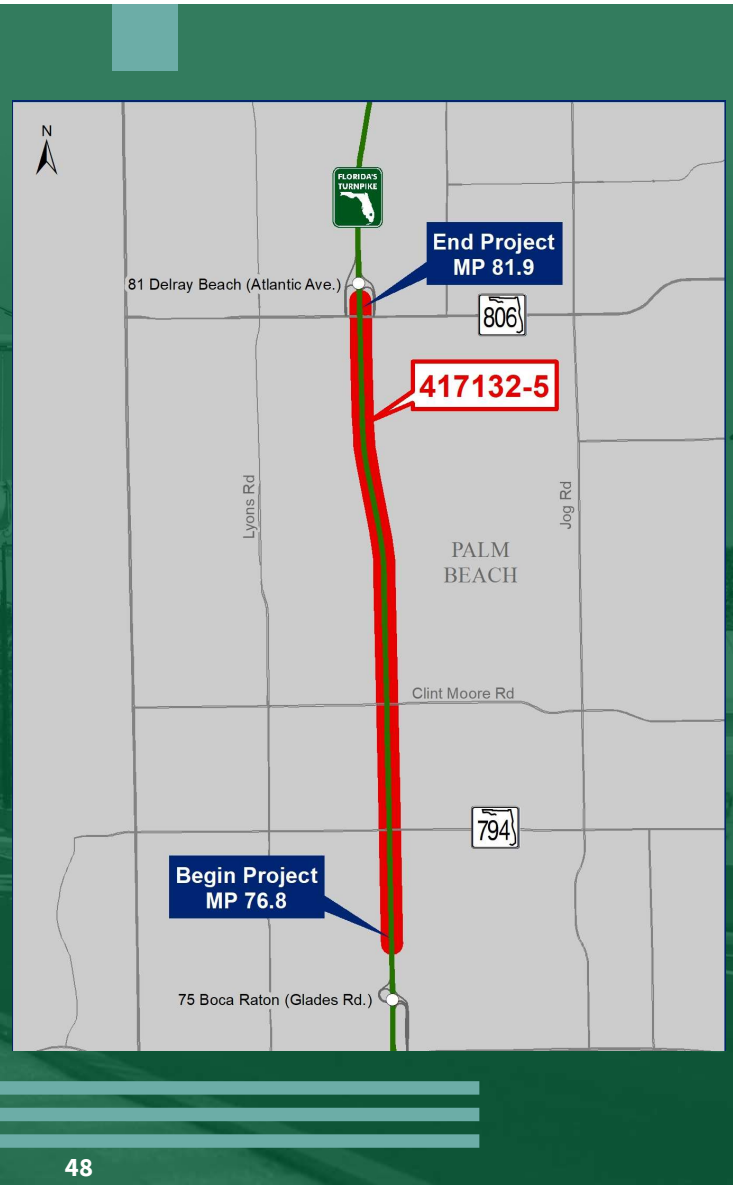 N
FLORIDA'S
TURNPIKE
End Project
MP 81.9
81 Delray Beach (Atlantic Ave.)
806
417132-5
Lyons Rd
Jog Rd
PALM
BEACH
Clint Moore Rd
794
Begin Project
MP 76.8
75 Boca Raton (Glades Rd.)
48